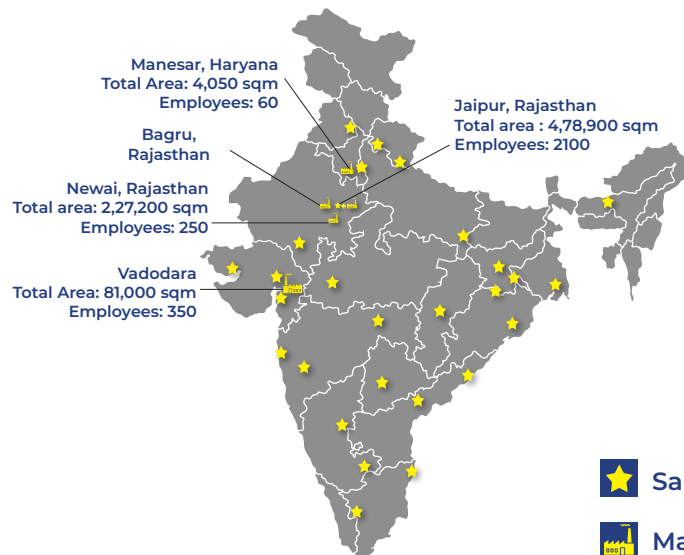 Manesar, Haryana
Total Area: 4,050 sqm
Employees: 60
Jaipur, Rajasthan
Total area : 4,78,900 sqm
Employees: 2100
Bagru,
Rajasthan
Newai, Rajasthan
Total area: 2,27,200 sqm
Employees: 250
Vadodara
Total Area: 81,000 sqm
Employees: 350
Sa
Ma